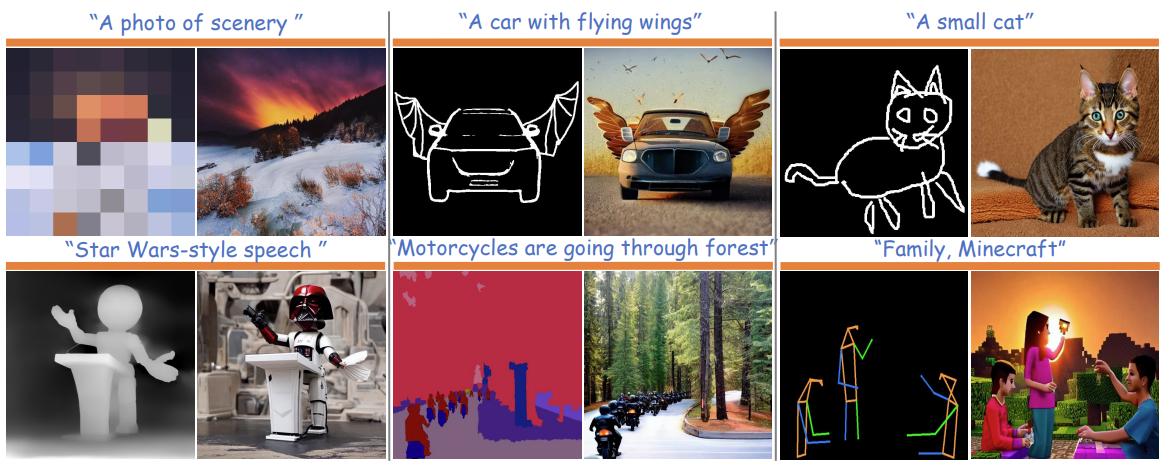 “A photo of scenery ”
“A car with flying wings”
“A small cat”
“Star Wars-style speech ”
“Motorcycles are going through forest”
“Family, Minecraft”